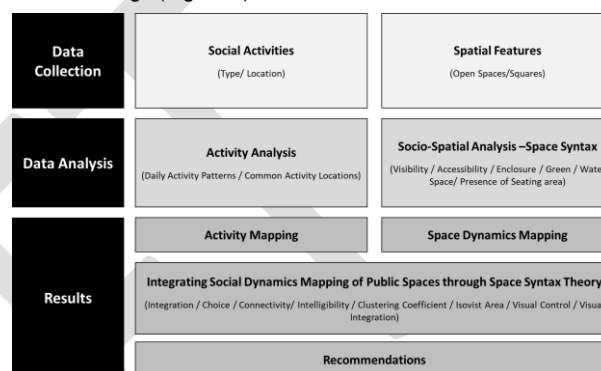 Data
Collection
Social Activities
(Type/ Location)
Spatial Features
(Open Spaces/Squares)
Data Analysis
Activity Analysis
(Daily Activity Patterns / Common Activity Locations)
Socio-Spatial Analysis –Space Syntax
(Visibility / Accessibility / Enclosure / Green / Wate
Space/ Presence of Seating area)
Results
Activity Mapping
Space Dynamics Mapping
Integrating Social Dynamics Mapping of Public Spaces through Space Syntax Theory
(Integration / Choice / Connectivity/ Intelligibility / Clustering Coefficient / Isovist Area / Visual Control / Visua
Integration)
Recommendations